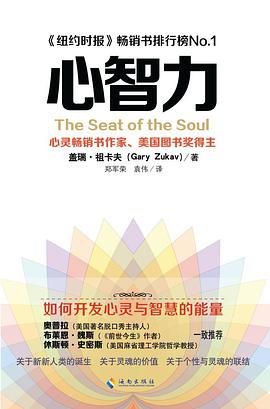 《纽约时报》畅销书排行榜No.1
心智力
The Seat of the Soul
心灵畅销书作家、美国图书奖得主
盖瑞·祖卡夫（Gary Zukav）/著
郑军荣 袁伟/译
如何开发心灵与智慧的能量
奥普拉（美国著名脱口秀主持人）
布莱恩·魏斯（《前世今生》作者）
一致推荐
休斯顿·史密斯（美国麻省理工学院哲学教授）
关于新新人类的诞生 关于灵魂的价值 关于个性与灵魂的联结
海南出版社